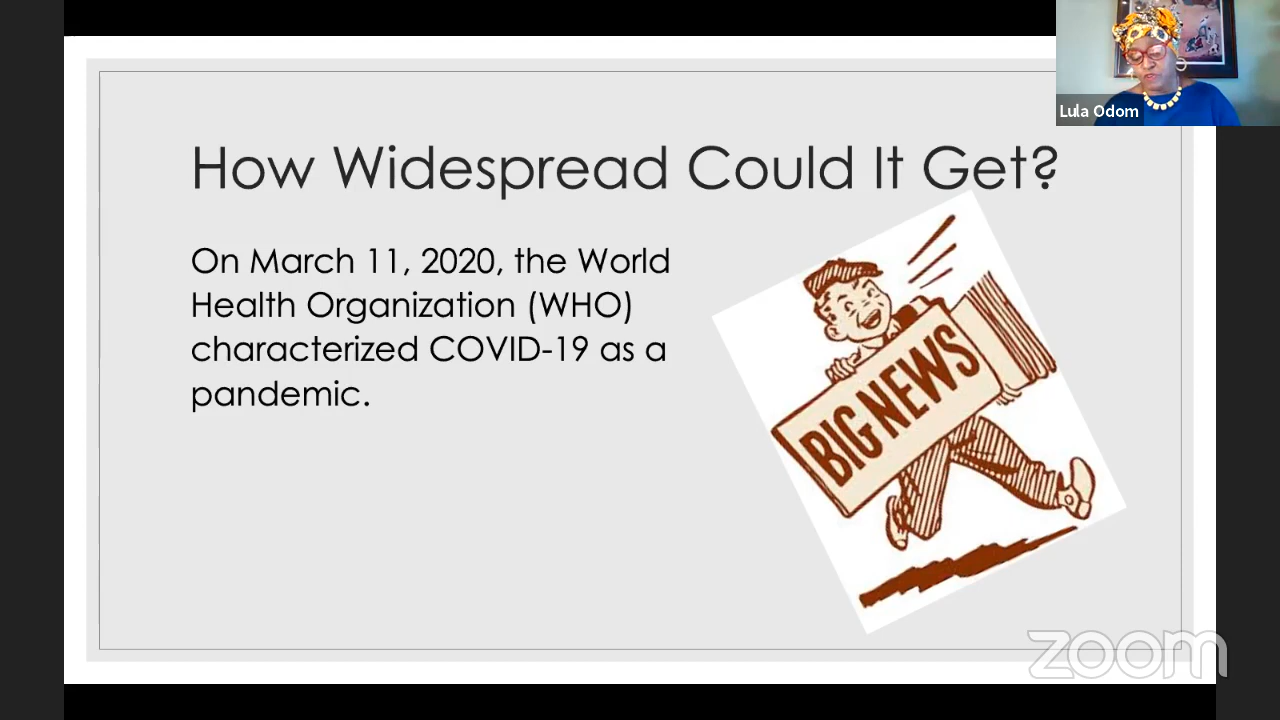 Lula Odom
How Widespread Could It Get?
On March 11, 2020, the World
Health Organization (WHO)
characterized COVID-19 as a
pandemic.
BIG NEWS
zoom